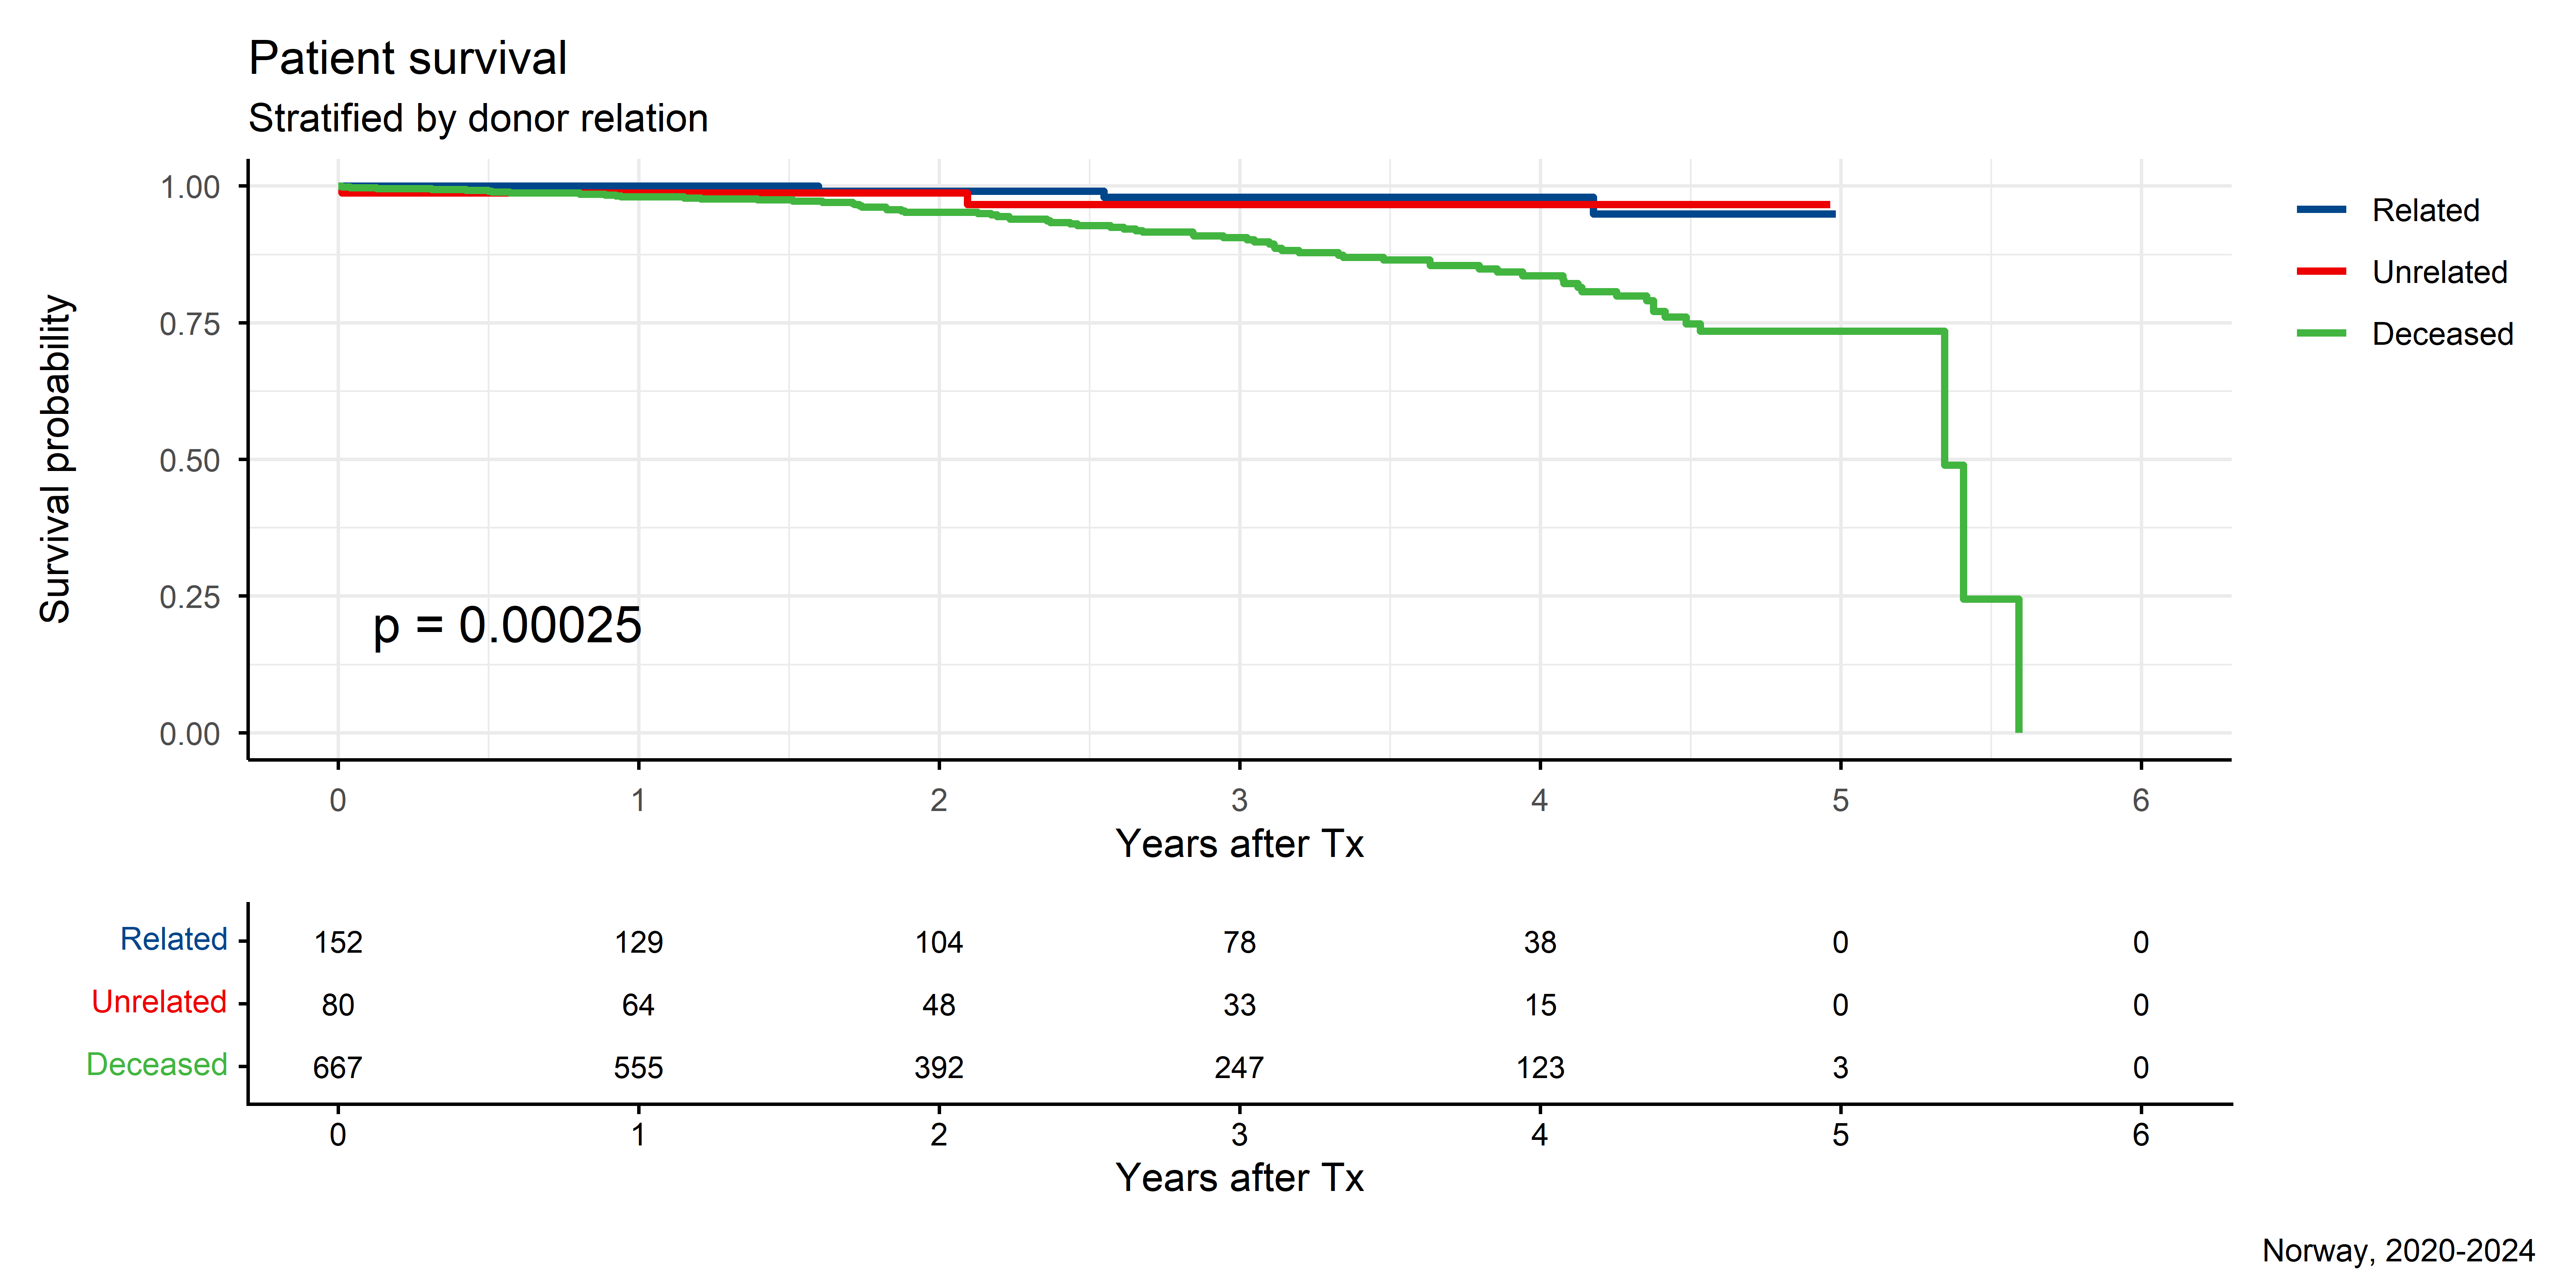 Patient survival
Stratified by donor relation
Survival probability
1.00
0.75
0.50
0.25
0.00
p = 0.00025
0 1 2 3 4 5 6
Years after Tx
Related
Unrelated
Deceased
Related 152 129 104 78 38 0 0
Unrelated 80 64 48 33 15 0 0
Deceased 667 555 392 247 123 3 0
0 1 2 3 4 5 6
Years after Tx
Norway, 2020-2024